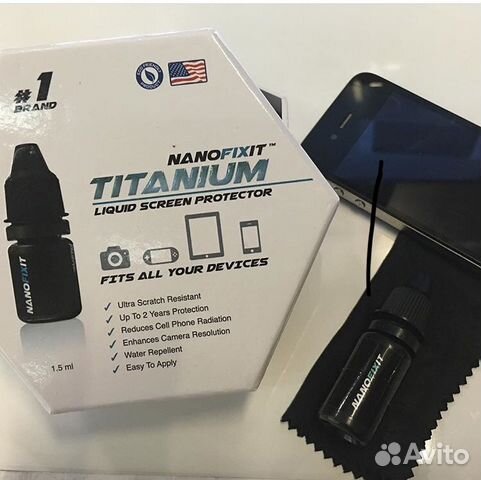 #1
BRAND
NANOFIXIT™
TITANIUM
LIQUID SCREEN PROTECTOR
FITS ALL YOUR DEVICES
✓ Ultra Scratch Resistant
✓ Up To 2 Years Protection
✓ Reduces Cell Phone Radiation
✓ Enhances Camera Resolution
✓ Water Repellent
✓ Easy To Apply
NANOFIXIT
1.5 ml
NANOFIXIT
Avito